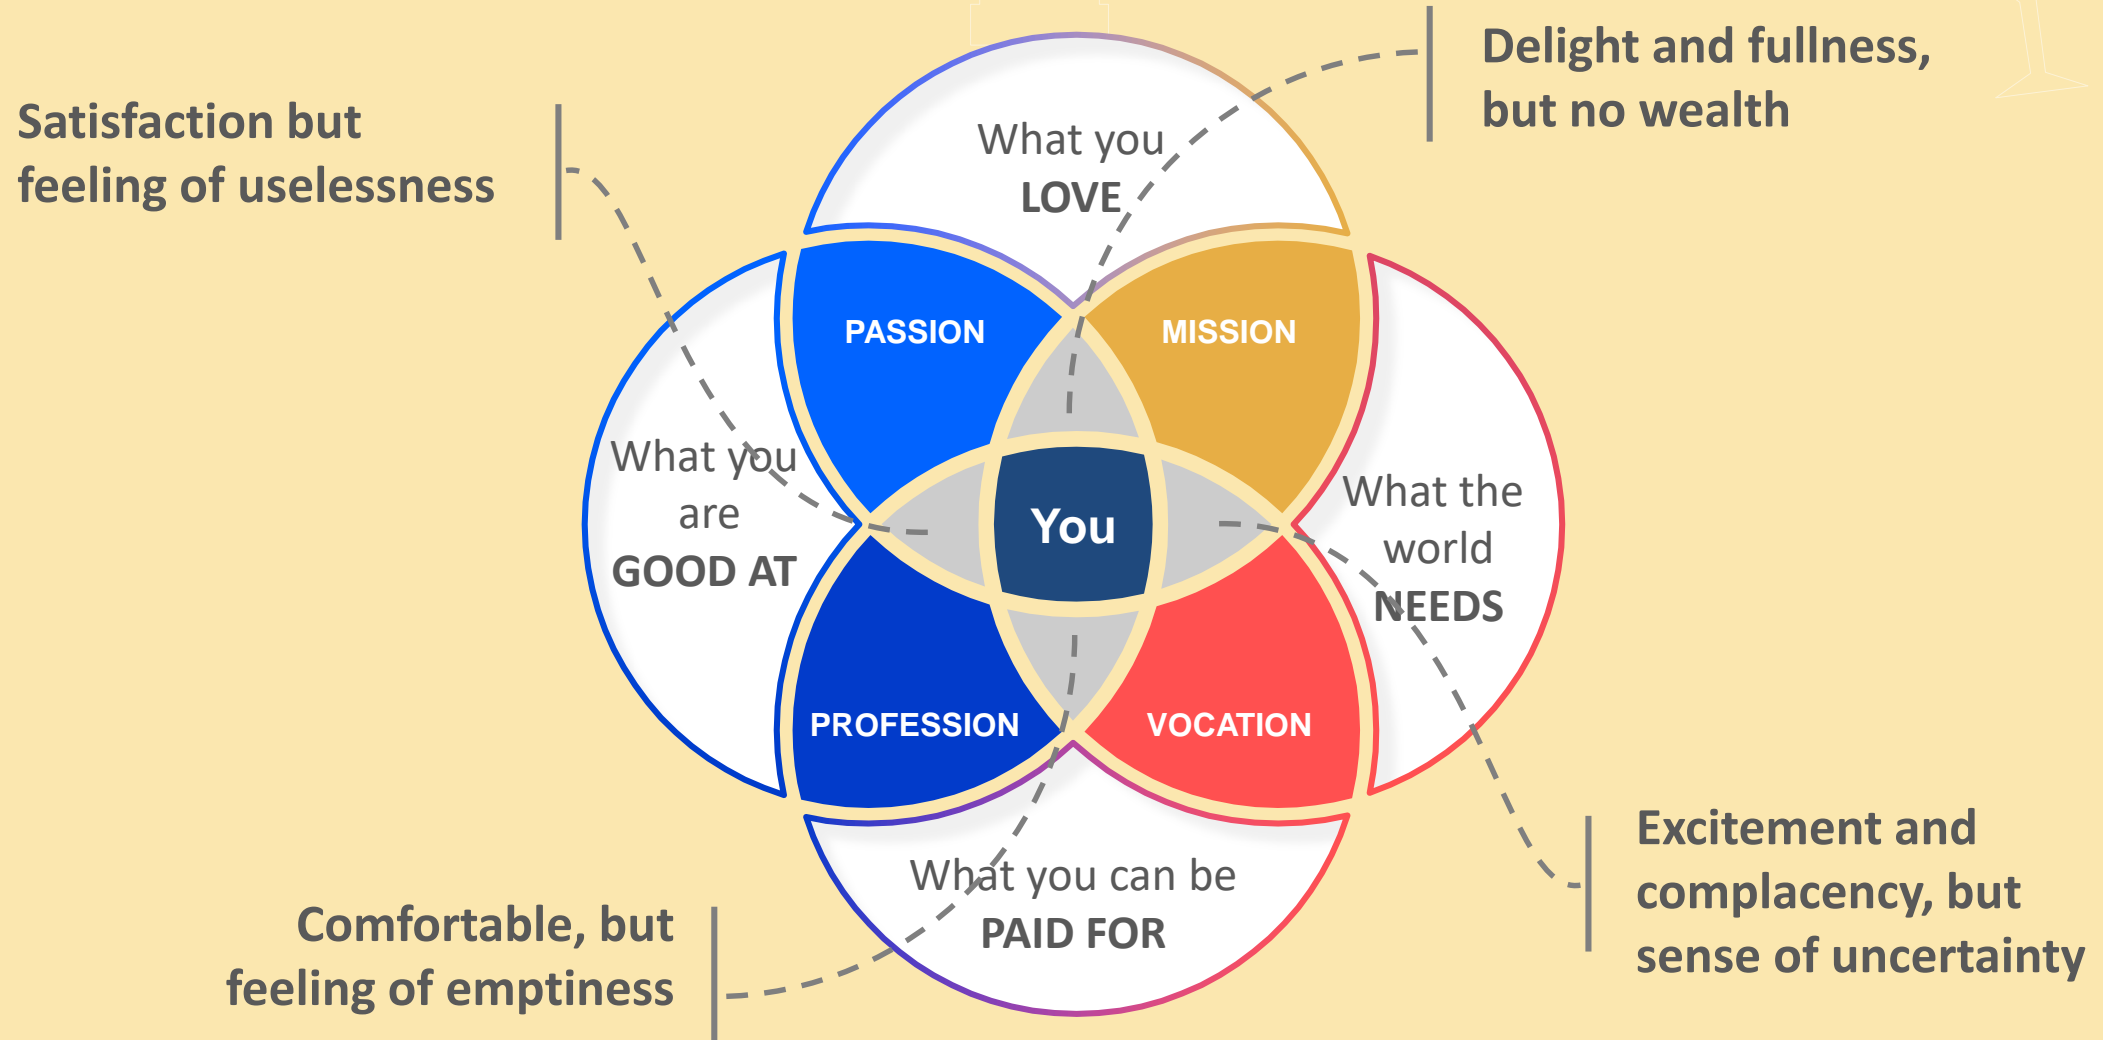 Delight and fullness,
but no wealth
Satisfaction but
feeling of uselessness
What you
LOVE
PASSION
MISSION
What you
are
GOOD AT
You
What the
world
NEEDS
PROFESSION
VOCATION
What you can be
PAID FOR
Excitement and
complacency, but
sense of uncertainty
Comfortable, but
feeling of emptiness